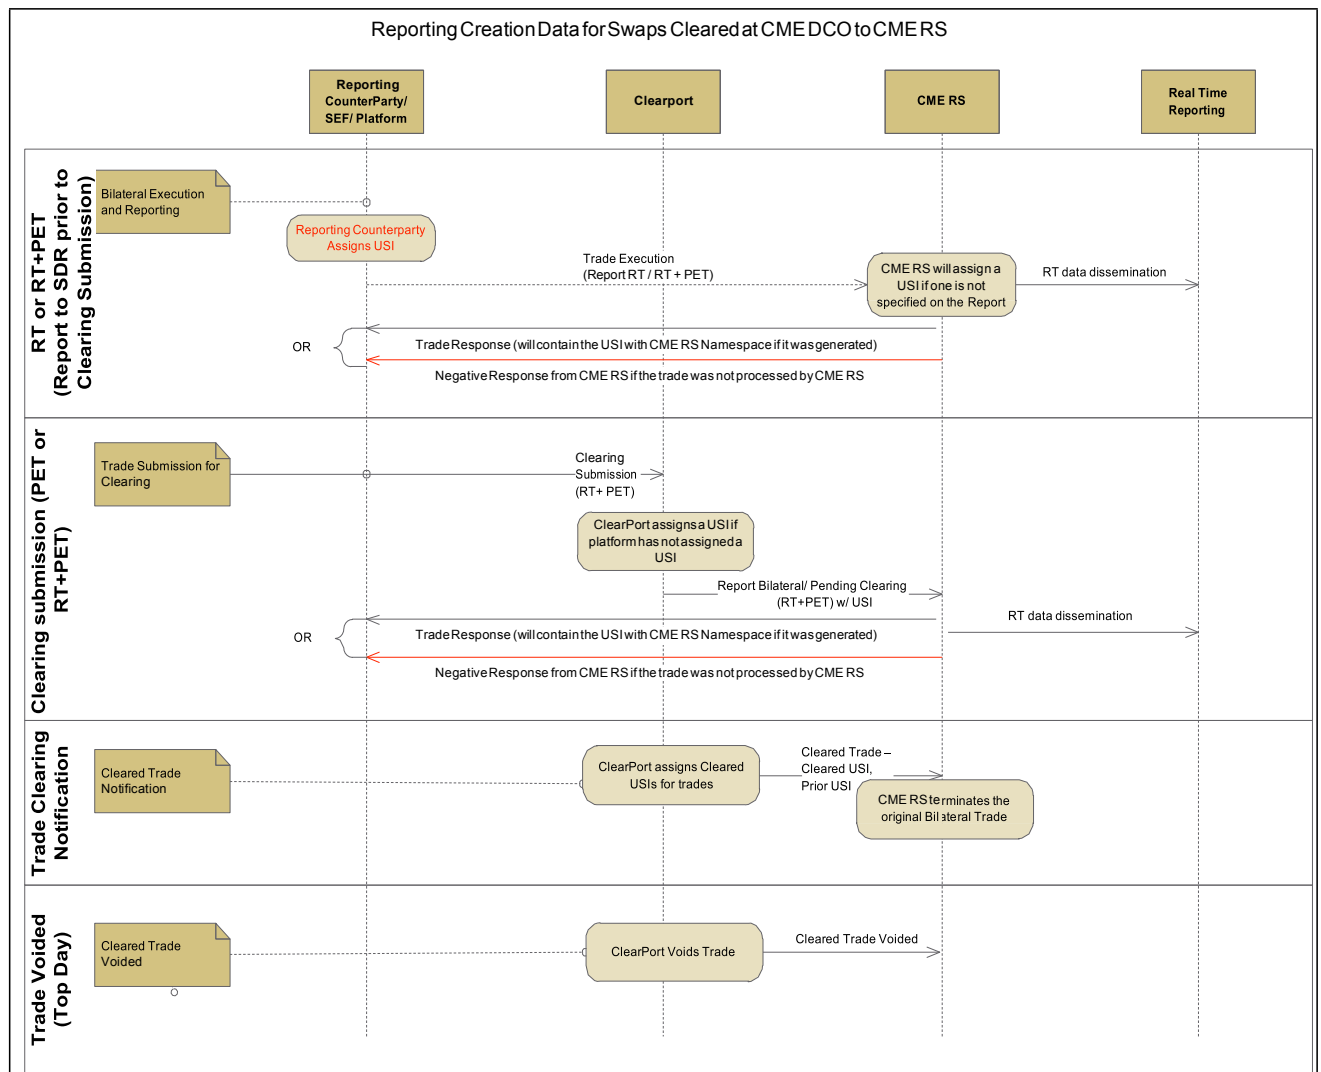 Reporting Creation Data for Swaps Cleared at CME DCO to CME RS
Reporting
CounterParty/
SEF/ Platform
Clearport
CME RS
Real Time
Reporting
RT or RT+PET
(Report to SDR prior to
Clearing Submission)
Bilateral Execution
and Reporting
Reporting Counterparty
Assigns USI
Trade Execution
(Report RT / RT + PET)
CME RS will assign a
USI if one is not
specified on the Report
RT data dissemination
OR
Trade Response (will contain the USI with CME RS Namespace if it was generated)
Negative Response from CME RS if the trade was not processed by CME RS
Clearing submission (PET or
RT+PET)
Trade Submission for
Clearing
Clearing
Submission
(RT+ PET)
ClearPort assigns a USI if
platform has not assigned a
USI
Report Bilateral/ Pending Clearing
(RT+PET) w/ USI
RT data dissemination
OR
Trade Response (will contain the USI with CME RS Namespace if it was generated)
Negative Response from CME RS if the trade was not processed by CME RS
Trade Clearing
Notification
Cleared Trade
Notification
ClearPort assigns Cleared
USIs for trades
Cleared Trade –
Cleared USI,
Prior USI
CME RS terminates the
original Bilateral Trade
Trade Voided
(Top Day)
Cleared Trade
Voided
ClearPort Voids Trade
Cleared Trade Voided